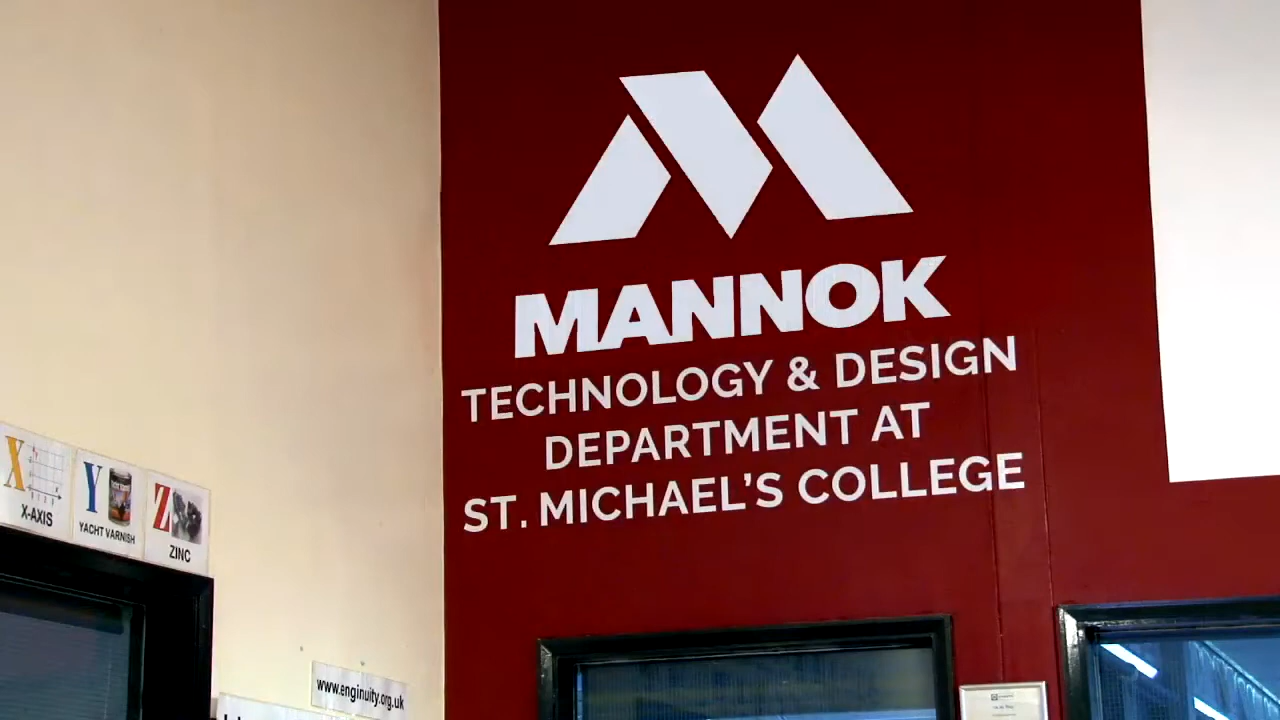 MANNOK
TECHNOLOGY & DESIGN
DEPARTMENT AT
ST. MICHAEL'S COLLEGE
X
X-AXIS
Y
YACHT VARNISH
Z
ZINC
www.enginuity.org.uk